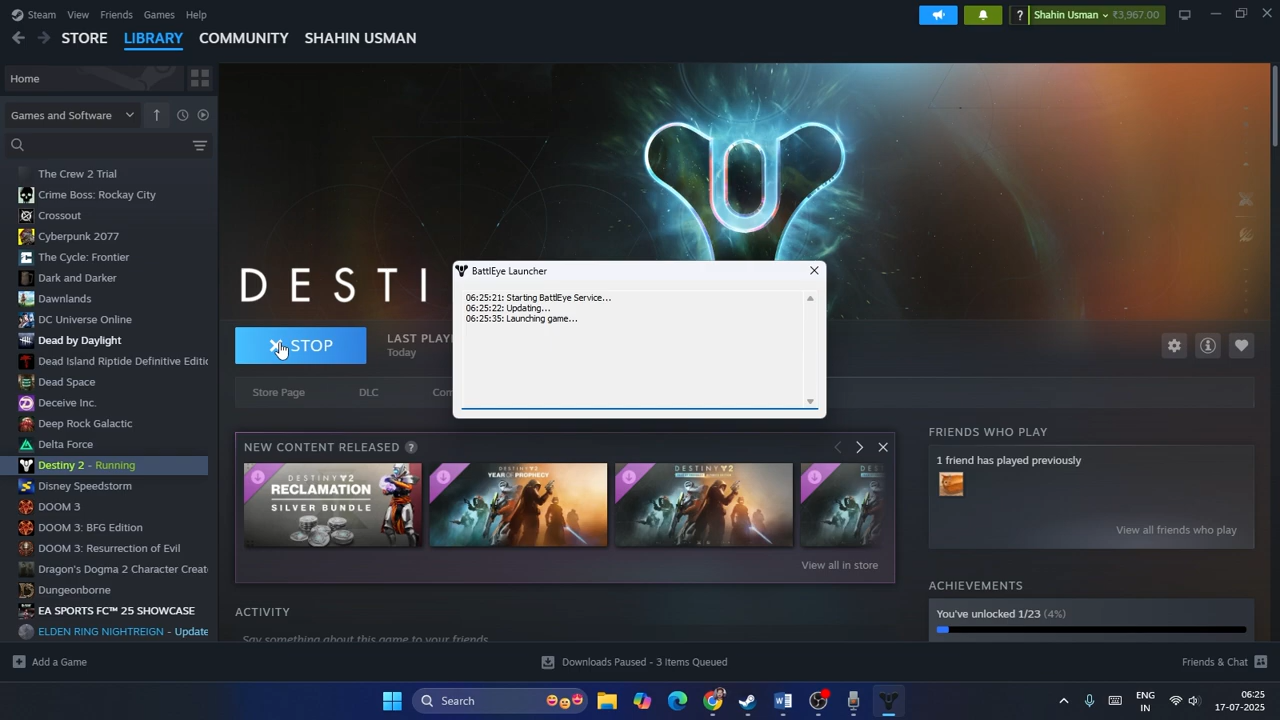 Steam View Friends Games Help
? Shahin Usman ₹3,967.00
STORE LIBRARY COMMUNITY SHAHIN USMAN
Home
Games and Software
The Crew 2 Trial
Crime Boss: Rockay City
Crossout
Cyberpunk 2077
The Cycle: Frontier
Dark and Darker
Dawnlands
DC Universe Online
Dead by Daylight
Dead Island Riptide Definitive Editic
Dead Space
Deceive Inc.
Deep Rock Galactic
Delta Force
Destiny 2 - Running
Disney Speedstorm
DOOM 3
DOOM 3: BFG Edition
DOOM 3: Resurrection of Evil
Dragon's Dogma 2 Character Creat
Dungeonborne
EA SPORTS FC™ 25 SHOWCASE
ELDEN RING NIGHTREIGN - Update
DESTI
BattlEye Launcher
06:25:21: Starting BattlEye Service...
06:25:22: Updating...
06:25:35: Launching game...
STOP
LAST PLAY
Today
Store Page DLC Com
NEW CONTENT RELEASED ?
DESTINY 2
RECLAMATION
SILVER BUNDLE
DESTINY 2
YEAR OF PROPHECY
DESTINY 2
View all in store
ACTIVITY
Say something about this game to your friends...
FRIENDS WHO PLAY
1 friend has played previously
View all friends who play
ACHIEVEMENTS
You've unlocked 1/23 (4%)
Add a Game
Downloads Paused - 3 Items Queued
Friends & Chat
Search
ENG
IN
06:25
17-07-2025